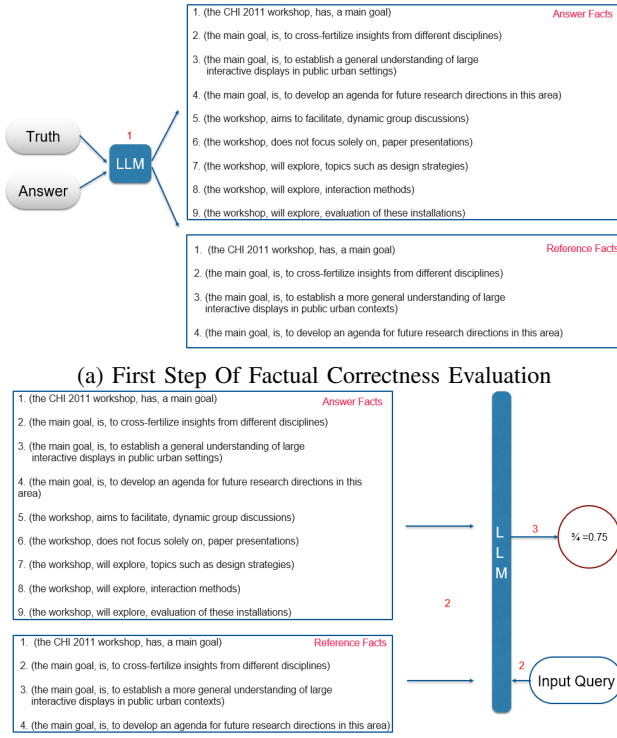 1. (the CHI 2011 workshop, has, a main goal)
Answer Facts
2. (the main goal, is, to cross-fertilize insights from different disciplines)
3. (the main goal, is, to establish a general understanding of large
interactive displays in public urban settings)
4. (the main goal, is, to develop an agenda for future research directions in this area)
5. (the workshop, aims to facilitate, dynamic group discussions)
6. (the workshop, does not focus solely on, paper presentations)
7. (the workshop, will explore, topics such as design strategies)
8. (the workshop, will explore, interaction methods)
9. (the workshop, will explore, evaluation of these installations)
Truth
Answer
1
LLM
1. (the CHI 2011 workshop, has, a main goal)
Reference Facts
2. (the main goal, is, to cross-fertilize insights from different disciplines)
3. (the main goal, is, to establish a more general understanding of large
interactive displays in public urban contexts)
4. (the main goal, is, to develop an agenda for future research directions in this area)
(a) First Step Of Factual Correctness Evaluation
1. (the CHI 2011 workshop, has, a main goal)
Answer Facts
2. (the main goal, is, to cross-fertilize insights from different disciplines)
3. (the main goal, is, to establish a general understanding of large
interactive displays in public urban settings)
4. (the main goal, is, to develop an agenda for future research directions in this
area)
5. (the workshop, aims to facilitate, dynamic group discussions)
6. (the workshop, does not focus solely on, paper presentations)
7. (the workshop, will explore, topics such as design strategies)
8. (the workshop, will explore, interaction methods)
9. (the workshop, will explore, evaluation of these installations)
1. (the CHI 2011 workshop, has, a main goal)
Reference Facts
2. (the main goal, is, to cross-fertilize insights from different disciplines)
3. (the main goal, is, to establish a more general understanding of large
interactive displays in public urban contexts)
4. (the main goal, is, to develop an agenda for future research directions in this area)
2
L
L
M
3
¾ =0.75
2
Input Query